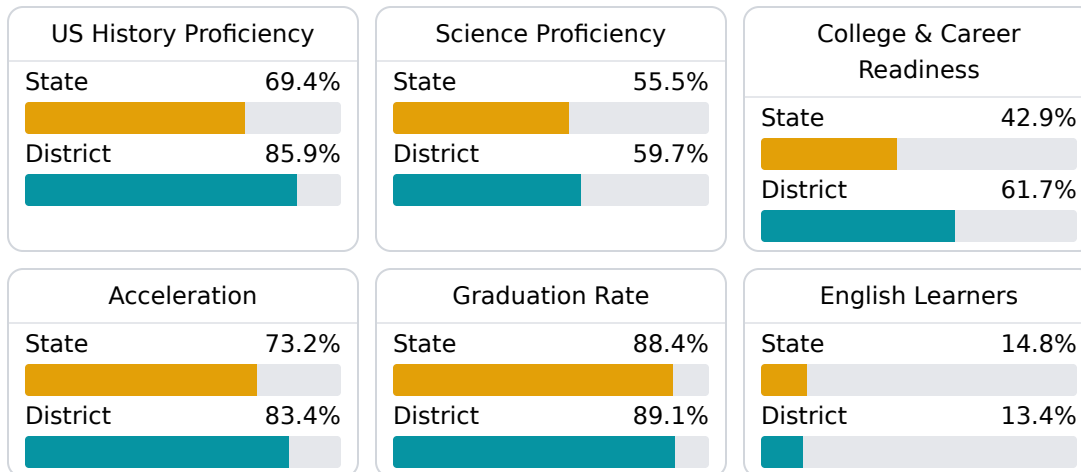 US History Proficiency
State 69.4%
District 85.9%
Science Proficiency
State 55.5%
District 59.7%
College & Career
Readiness
State 42.9%
District 61.7%
Acceleration
State 73.2%
District 83.4%
Graduation Rate
State 88.4%
District 89.1%
English Learners
State 14.8%
District 13.4%